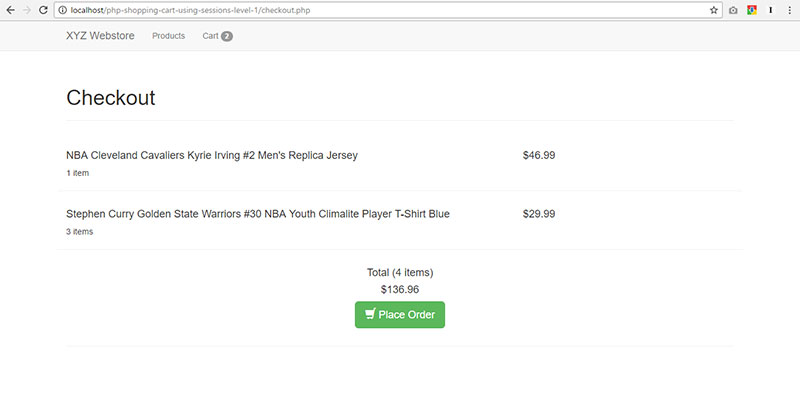 localhost/php-shopping-cart-using-sessions-level-1/checkout.php
XYZ Webstore Products Cart 2
Checkout
NBA Cleveland Cavaliers Kyrie Irving #2 Men's Replica Jersey $46.99
1 item
Stephen Curry Golden State Warriors #30 NBA Youth Climalite Player T-Shirt Blue $29.99
3 items
Total (4 items)
$136.96
Place Order